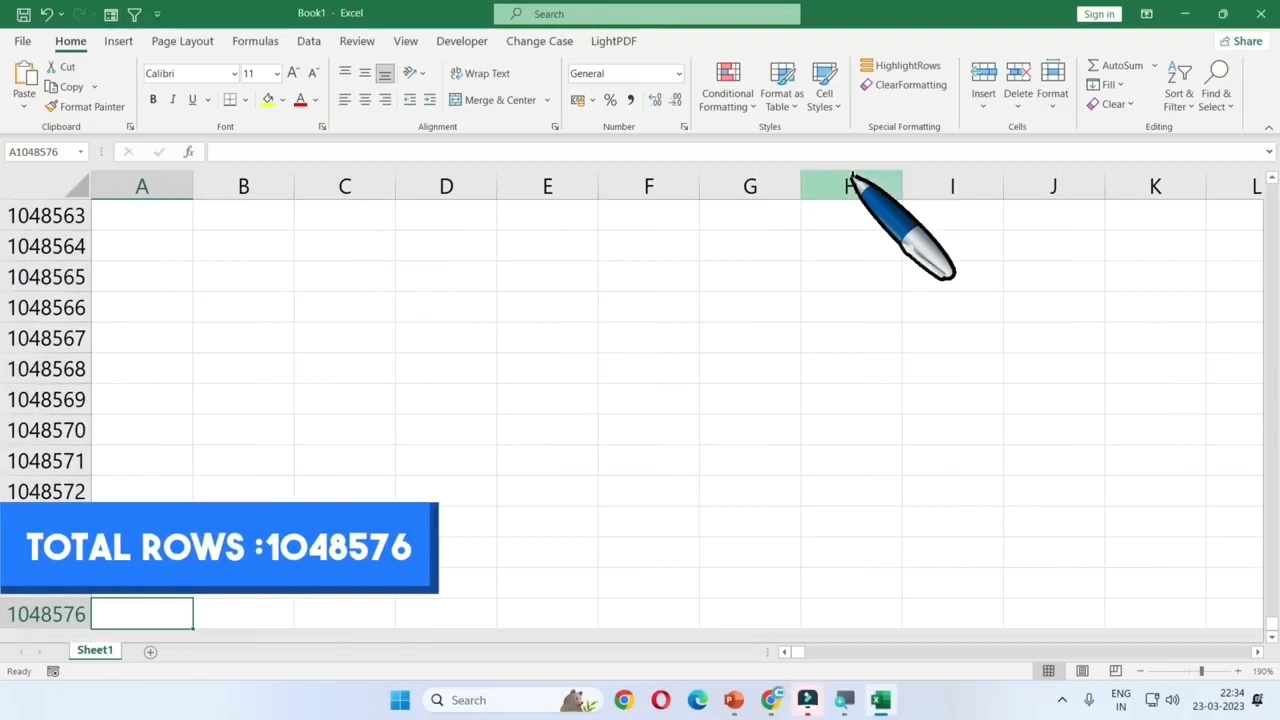 Book1 - Excel
Search
Sign in
File Home Insert Page Layout Formulas Data Review View Developer Change Case LightPDF
Share
Paste
Cut
Copy
Format Painter
Clipboard
Calibri 11
B I U
Font
Wrap Text
Merge & Center
Alignment
General
Number
Conditional Formatting
Format as Table
Cell Styles
Styles
HighlightRows
ClearFormatting
Special Formatting
Insert Delete Format
Cells
AutoSum
Fill
Clear
Sort & Filter
Find & Select
Editing
A1048576
fx
A B C D E F G H I J K L
1048563
1048564
1048565
1048566
1048567
1048568
1048569
1048570
1048571
1048572
TOTAL ROWS :1048576
1048576
Sheet1
Ready
190%
Search
ENG
IN
22:34
23-03-2023